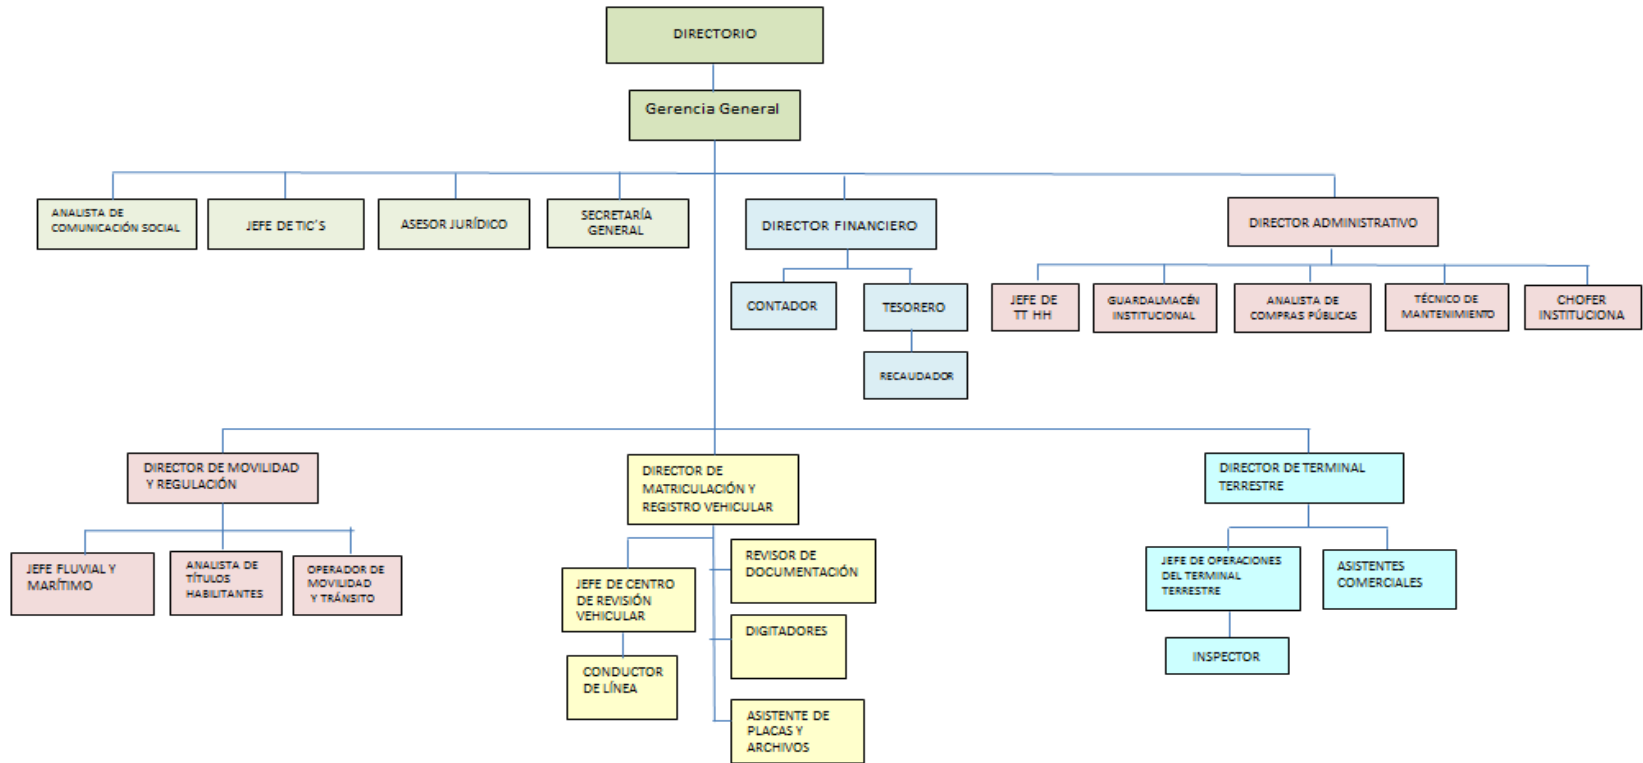 DIRECTORIO
Gerencia General
ANALISTA DE
COMUNICACIÓN SOCIAL
JEFE DE TIC´S
ASESOR JURÍDICO
SECRETARÍA
GENERAL
DIRECTOR FINANCIERO
DIRECTOR ADMINISTRATIVO
CONTADOR
TESORERO
RECAUDADOR
JEFE DE
TT HH
GUARDALMACÉN
INSTITUCIONAL
ANALISTA DE
COMPRAS PÚBLICAS
TÉCNICO DE
MANTENIMIENTO
CHOFER
INSTITUCIONA
DIRECTOR DE MOVILIDAD
Y REGULACIÓN
JEFE FLUVIAL Y
MARÍTIMO
ANALISTA DE
TÍTULOS
HABILITANTES
OPERADOR DE
MOVILIDAD
Y TRÁNSITO
DIRECTOR DE
MATRICULACIÓN Y
REGISTRO VEHICULAR
JEFE DE CENTRO
DE REVISIÓN
VEHICULAR
CONDUCTOR
DE LÍNEA
REVISOR DE
DOCUMENTACIÓN
DIGITADORES
ASISTENTE DE
PLACAS Y
ARCHIVOS
DIRECTOR DE TERMINAL
TERRESTRE
JEFE DE OPERACIONES
DEL TERMINAL
TERRESTRE
INSPECTOR
ASISTENTES
COMERCIALES